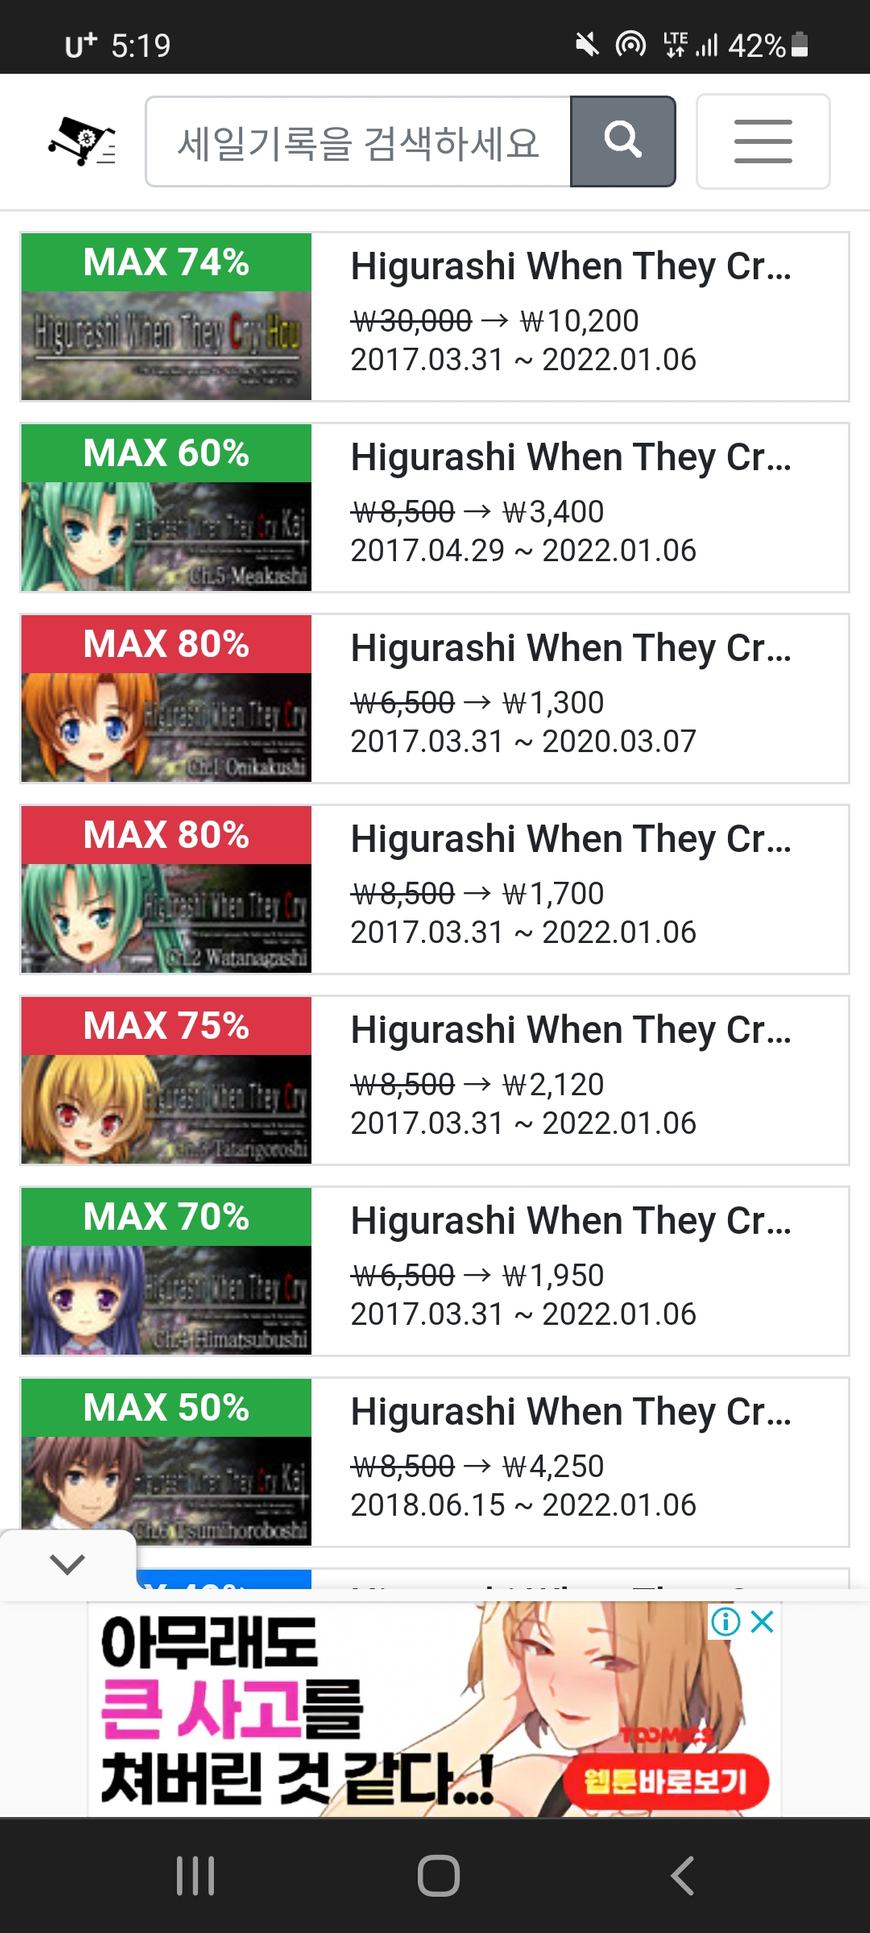 U+ 5:19 LTE 42%
세일기록을 검색하세요
MAX 74%
Higurashi When They Cry Hou
Higurashi When They Cr...
₩30,000 → ₩10,200
2017.03.31 ~ 2022.01.06
MAX 60%
Higurashi When They Cry Kai
Ch.5 Meakashi
Higurashi When They Cr...
₩8,500 → ₩3,400
2017.04.29 ~ 2022.01.06
MAX 80%
Higurashi When They Cry
Ch.1 Onikakushi
Higurashi When They Cr...
₩6,500 → ₩1,300
2017.03.31 ~ 2020.03.07
MAX 80%
Higurashi When They Cry
Ch.2 Watanagashi
Higurashi When They Cr...
₩8,500 → ₩1,700
2017.03.31 ~ 2022.01.06
MAX 75%
Higurashi When They Cry
Ch.3 Tatarigoroshi
Higurashi When They Cr...
₩8,500 → ₩2,120
2017.03.31 ~ 2022.01.06
MAX 70%
Higurashi When They Cry
Ch.4 Himatsubushi
Higurashi When They Cr...
₩6,500 → ₩1,950
2017.03.31 ~ 2022.01.06
MAX 50%
Higurashi When They Cry Kai
Ch.6 Tsumihoroboshi
Higurashi When They Cr...
₩8,500 → ₩4,250
2018.06.15 ~ 2022.01.06
아무래도
큰 사고를
쳐버린 것 같다..!
TOOMICS
웹툰바로보기